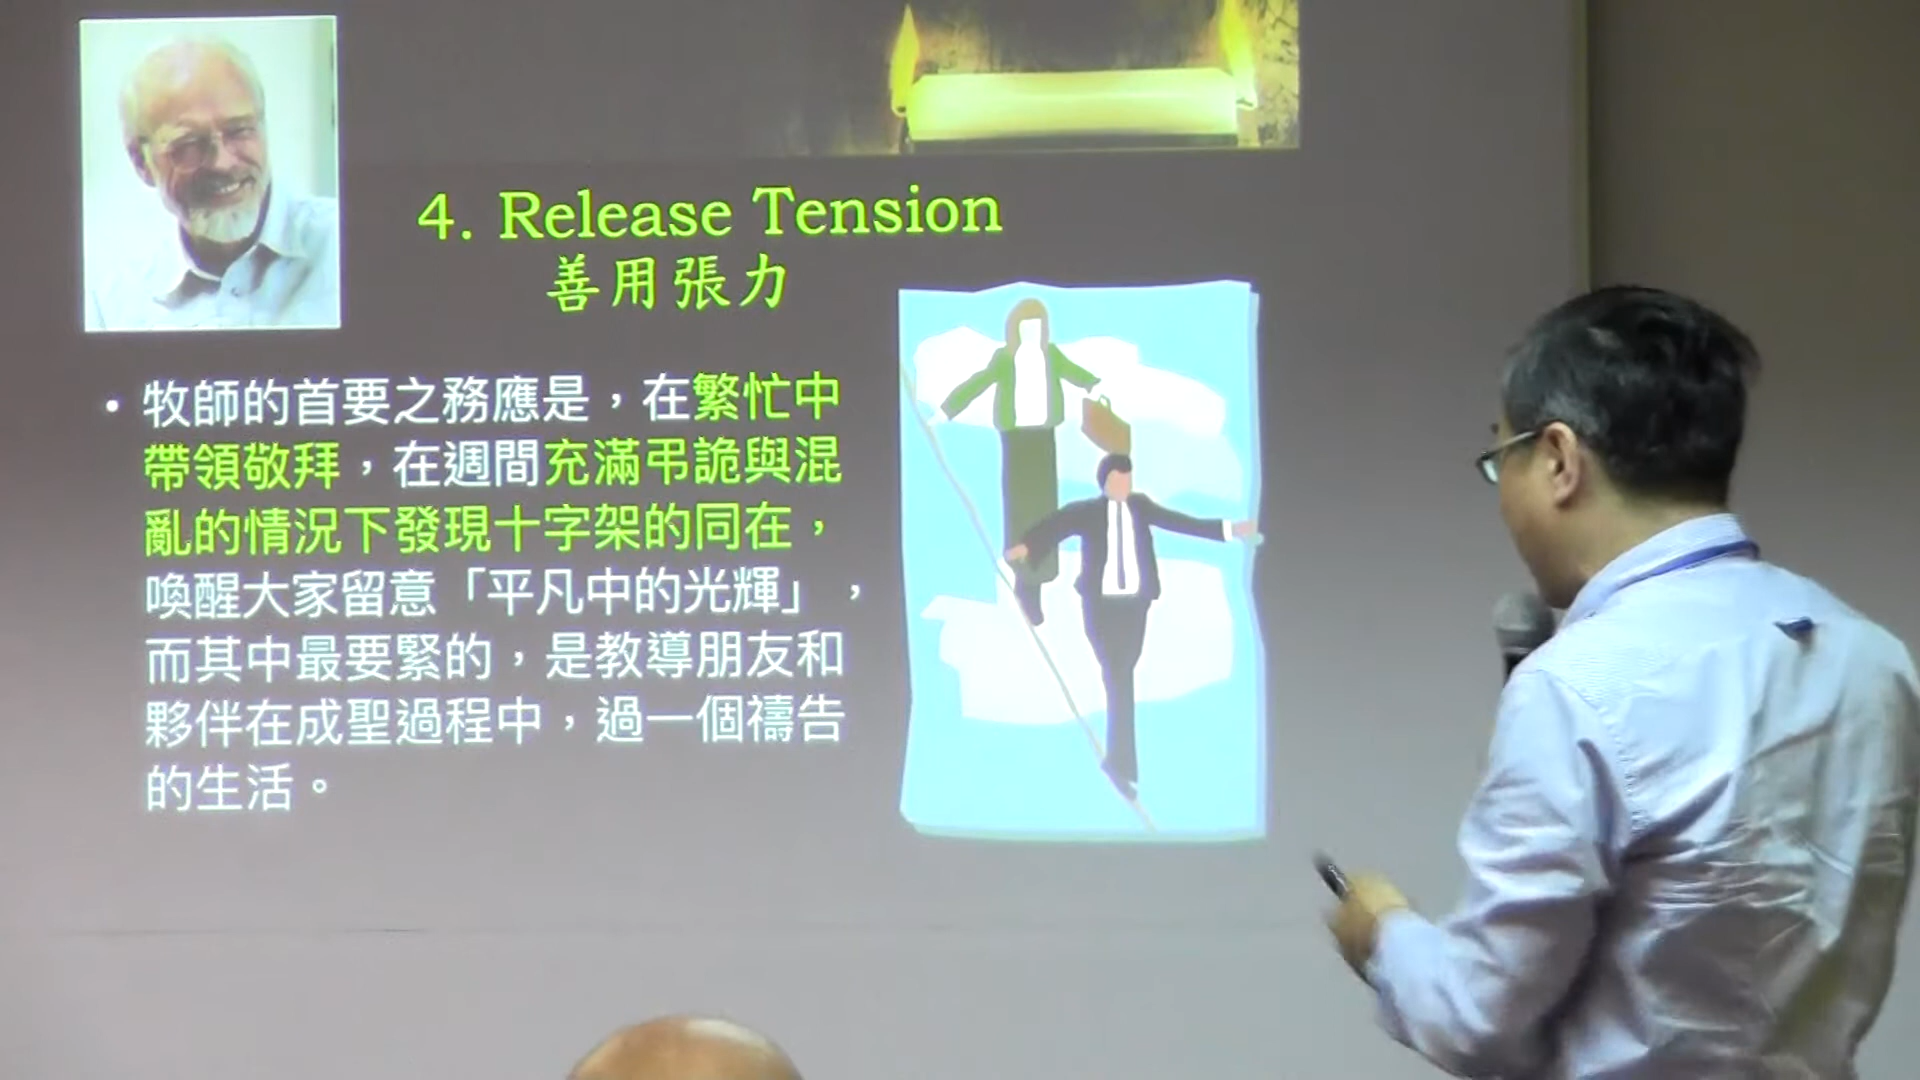 4. Release Tension
善用張力
• 牧師的首要之務應是，在繁忙中
帶領敬拜，在週間充滿弔詭與混
亂的情況下發現十字架的同在，
喚醒大家留意「平凡中的光輝」，
而其中最要緊的，是教導朋友和
夥伴在成聖過程中，過一個禱告
的生活。